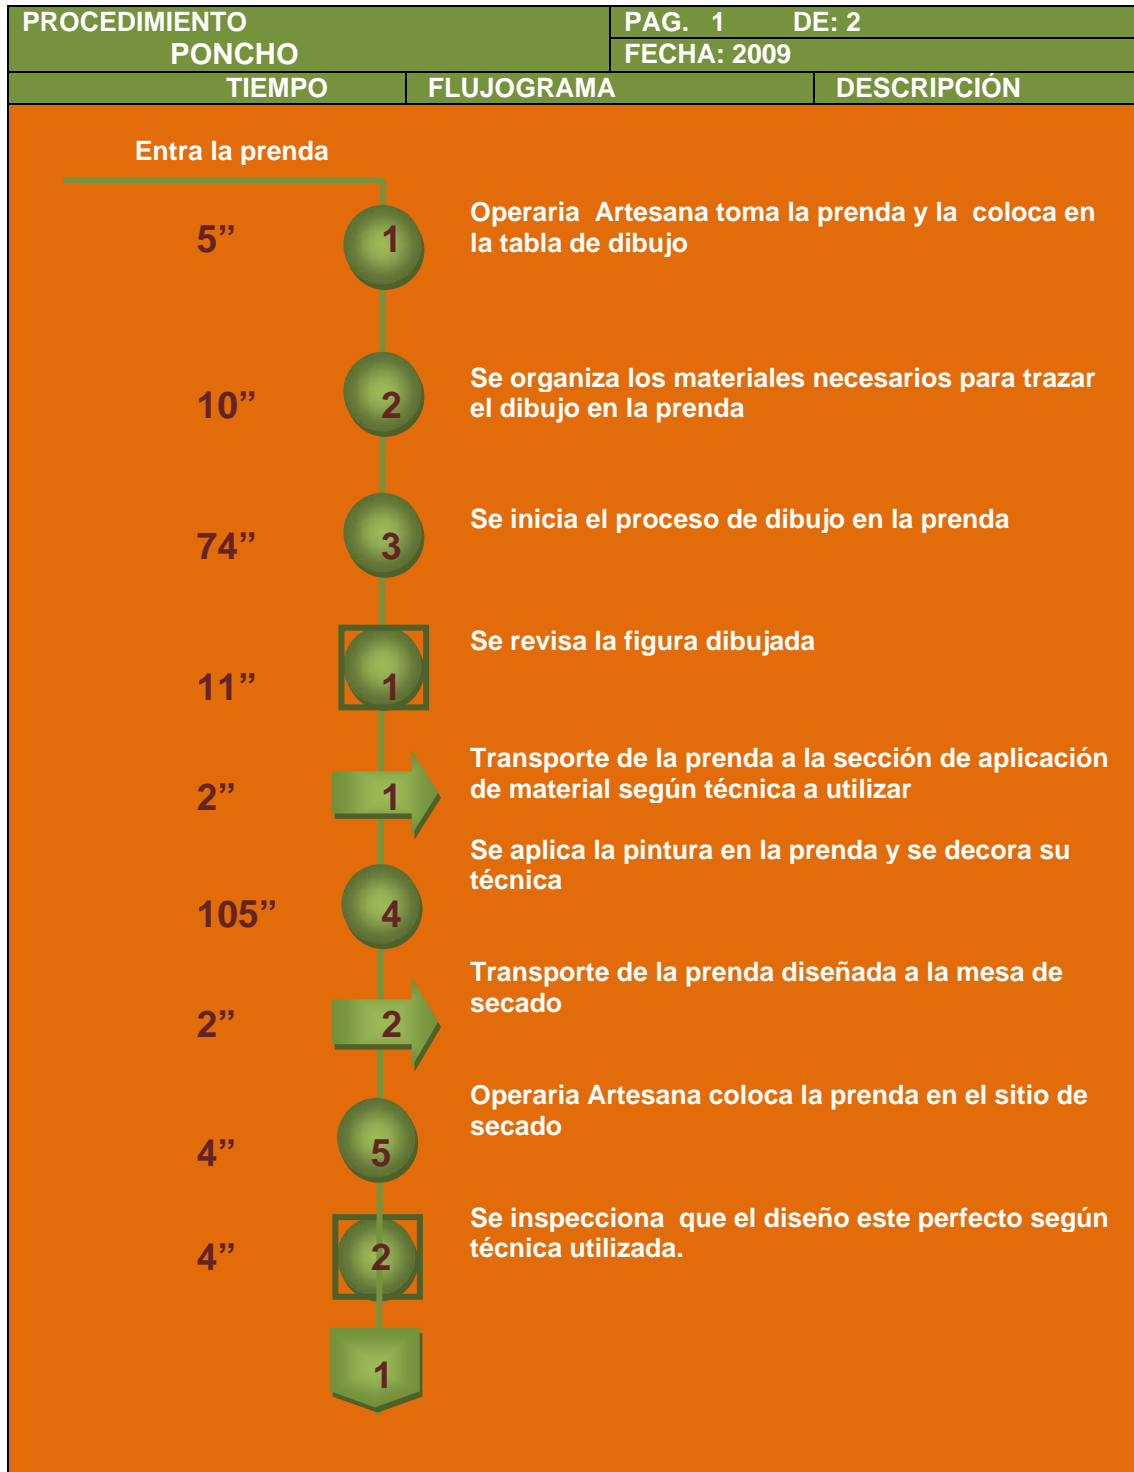 PROCEDIMIENTO
PONCHO
PAG. 1 DE: 2
FECHA: 2009
TIEMPO FLUJOGRAMA DESCRIPCIÓN
Entra la prenda
5” 1 Operaria Artesana toma la prenda y la coloca en
la tabla de dibujo
10” 2 Se organiza los materiales necesarios para trazar
el dibujo en la prenda
74” 3 Se inicia el proceso de dibujo en la prenda
11” 1 Se revisa la figura dibujada
2” 1 Transporte de la prenda a la sección de aplicación
de material según técnica a utilizar
105” 4 Se aplica la pintura en la prenda y se decora su
técnica
2” 2 Transporte de la prenda diseñada a la mesa de
secado
4” 5 Operaria Artesana coloca la prenda en el sitio de
secado
4” 2 Se inspecciona que el diseño este perfecto según
técnica utilizada.
1